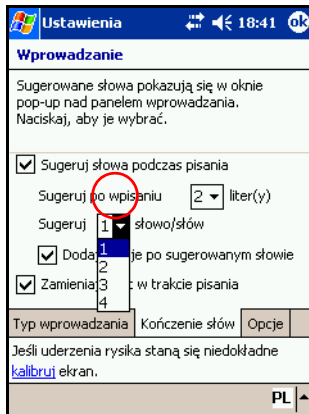 Ustawienia 18:41 ok
Wprowadzanie
Sugerowane słowa pokazują się w oknie
pop-up nad panelem wprowadzania.
Naciskaj, aby je wybrać.
Sugeruj słowa podczas pisania
Sugeruj po wpisaniu 2 liter(y)
Sugeruj 1 słowo/słów
1
Doda je po sugerowanym słowie
2
Zamienia t w trakcie pisania
3
4
Typ wprowadzania Kończenie słów Opcje
Jeśli uderzenia rysika staną się niedokładne
kalibruj ekran.
PL